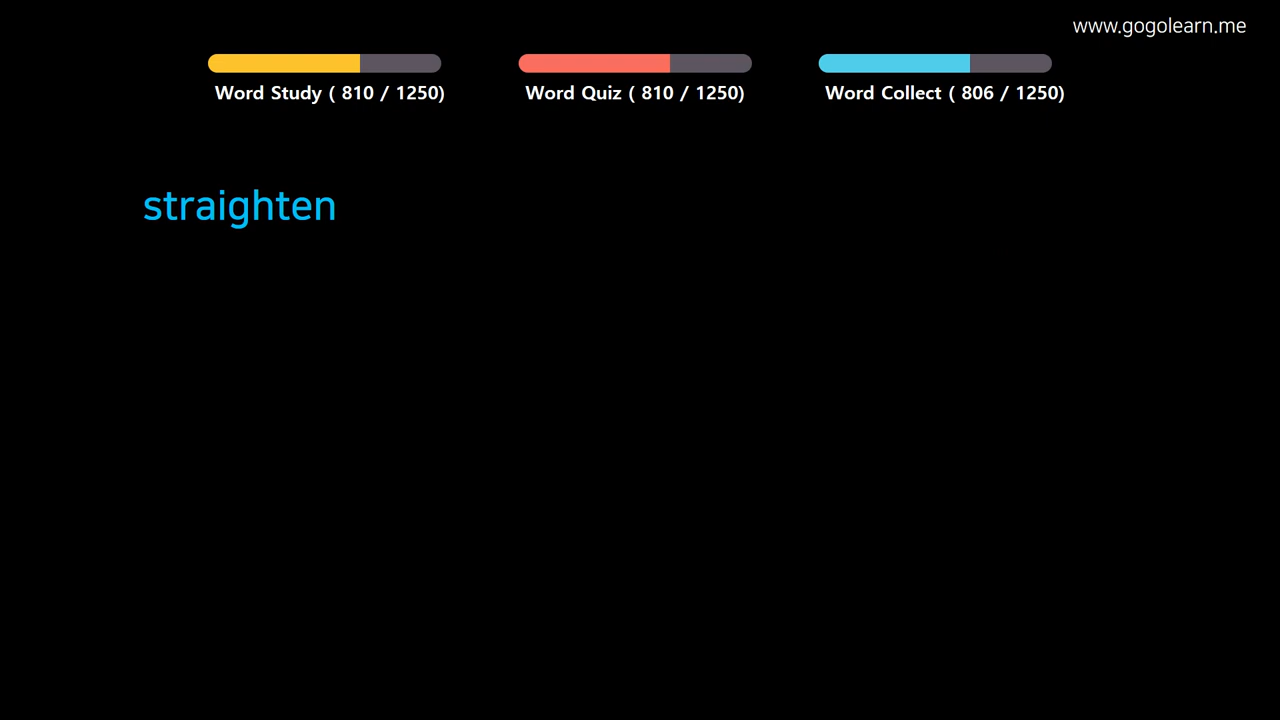 www.gogolearn.me
Word Study ( 810 / 1250)
Word Quiz ( 810 / 1250)
Word Collect ( 806 / 1250)
straighten